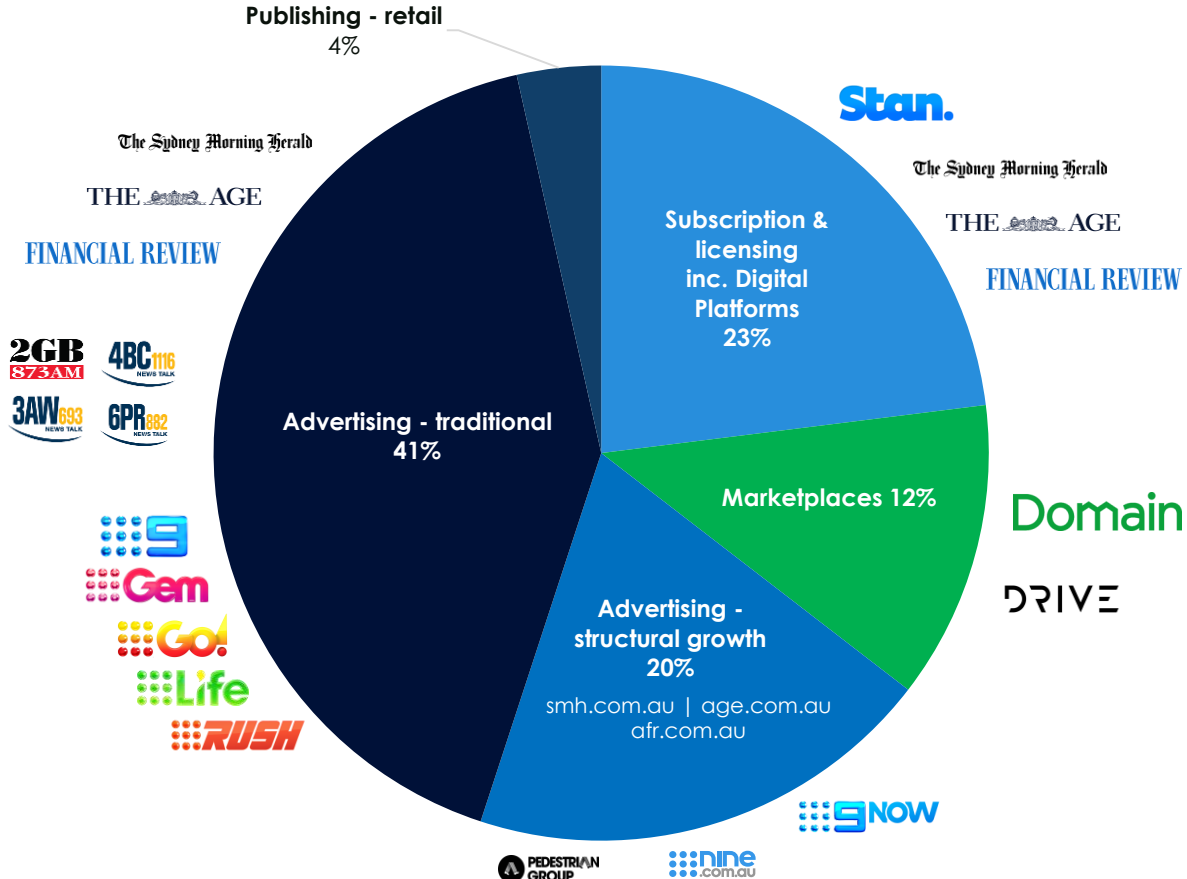 Publishing - retail
4%
Stan.
The Sydney Morning Herald
THE AGE
FINANCIAL REVIEW
Subscription &
licensing
inc. Digital
Platforms
23%
The Sydney Morning Herald
THE AGE
FINANCIAL REVIEW
2GB
873AM
4BC1116
NEWS TALK
3AW693
NEWS TALK
6PR882
NEWS TALK
Advertising - traditional
41%
Marketplaces 12%
Domain
DRIVE
9
Gem
Go!
Life
RUSH
Advertising -
structural growth
20%
smh.com.au | age.com.au
afr.com.au
9NOW
PEDESTRIAN
GROUP
nine
.com.au